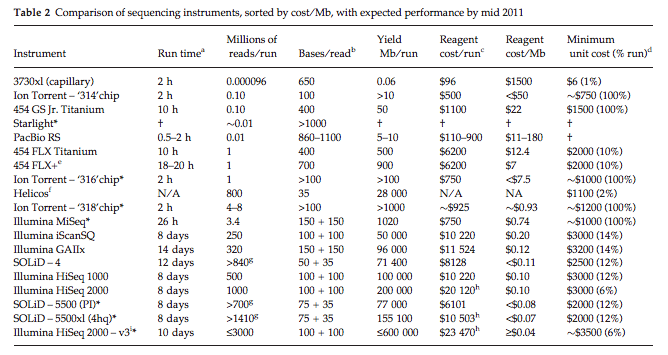 Table 2 Comparison of sequencing instruments, sorted by cost/Mb, with expected performance by mid 2011
Instrument Run timeᵃ Millions of reads/run Bases/readᵇ Yield Mb/run Reagent cost/runᶜ Reagent cost/Mb Minimum unit cost (% run)ᵈ
3730xl (capillary) 2 h 0.000096 650 0.06 $96 $1500 $6 (1%)
Ion Torrent – ‘314’chip 2 h 0.10 100 >10 $500 <$50 ~$750 (100%)
454 GS Jr. Titanium 10 h 0.10 400 50 $1100 $22 $1500 (100%)
Starlight* † ~0.01 >1000 † † † †
PacBio RS 0.5–2 h 0.01 860–1100 5–10 $110–900 $11–180 †
454 FLX Titanium 10 h 1 400 500 $6200 $12.4 $2000 (10%)
454 FLX+ᵉ 18–20 h 1 700 900 $6200 $7 $2000 (10%)
Ion Torrent – ‘316’chip* 2 h 1 >100 >100 $750 <$7.5 ~$1000 (100%)
Helicosᶠ N/A 800 35 28 000 N/A NA $1100 (2%)
Ion Torrent – ‘318’chip* 2 h 4–8 >100 >1000 ~$925 ~$0.93 ~$1200 (100%)
Illumina MiSeq* 26 h 3.4 150 + 150 1020 $750 $0.74 ~$1000 (100%)
Illumina iScanSQ 8 days 250 100 + 100 50 000 $10 220 $0.20 $3000 (14%)
Illumina GAIIx 14 days 320 150 + 150 96 000 $11 524 $0.12 $3200 (14%)
SOLiD – 4 12 days >840ᵍ 50 + 35 71 400 $8128 <$0.11 $2500 (12%)
Illumina HiSeq 1000 8 days 500 100 + 100 100 000 $10 220 $0.10 $3000 (12%)
Illumina HiSeq 2000 8 days 1000 100 + 100 200 000 $20 120ʰ $0.10 $3000 (6%)
SOLiD – 5500 (PI)* 8 days >700ᵍ 75 + 35 77 000 $6101 <$0.08 $2000 (12%)
SOLiD – 5500xl (4hq)* 8 days >1410ᵍ 75 + 35 155 100 $10 503ʰ <$0.07 $2000 (12%)
Illumina HiSeq 2000 – v3ⁱ* 10 days ≤3000 100 + 100 ≤600 000 $23 470ʰ ≥$0.04 ~$3500 (6%)